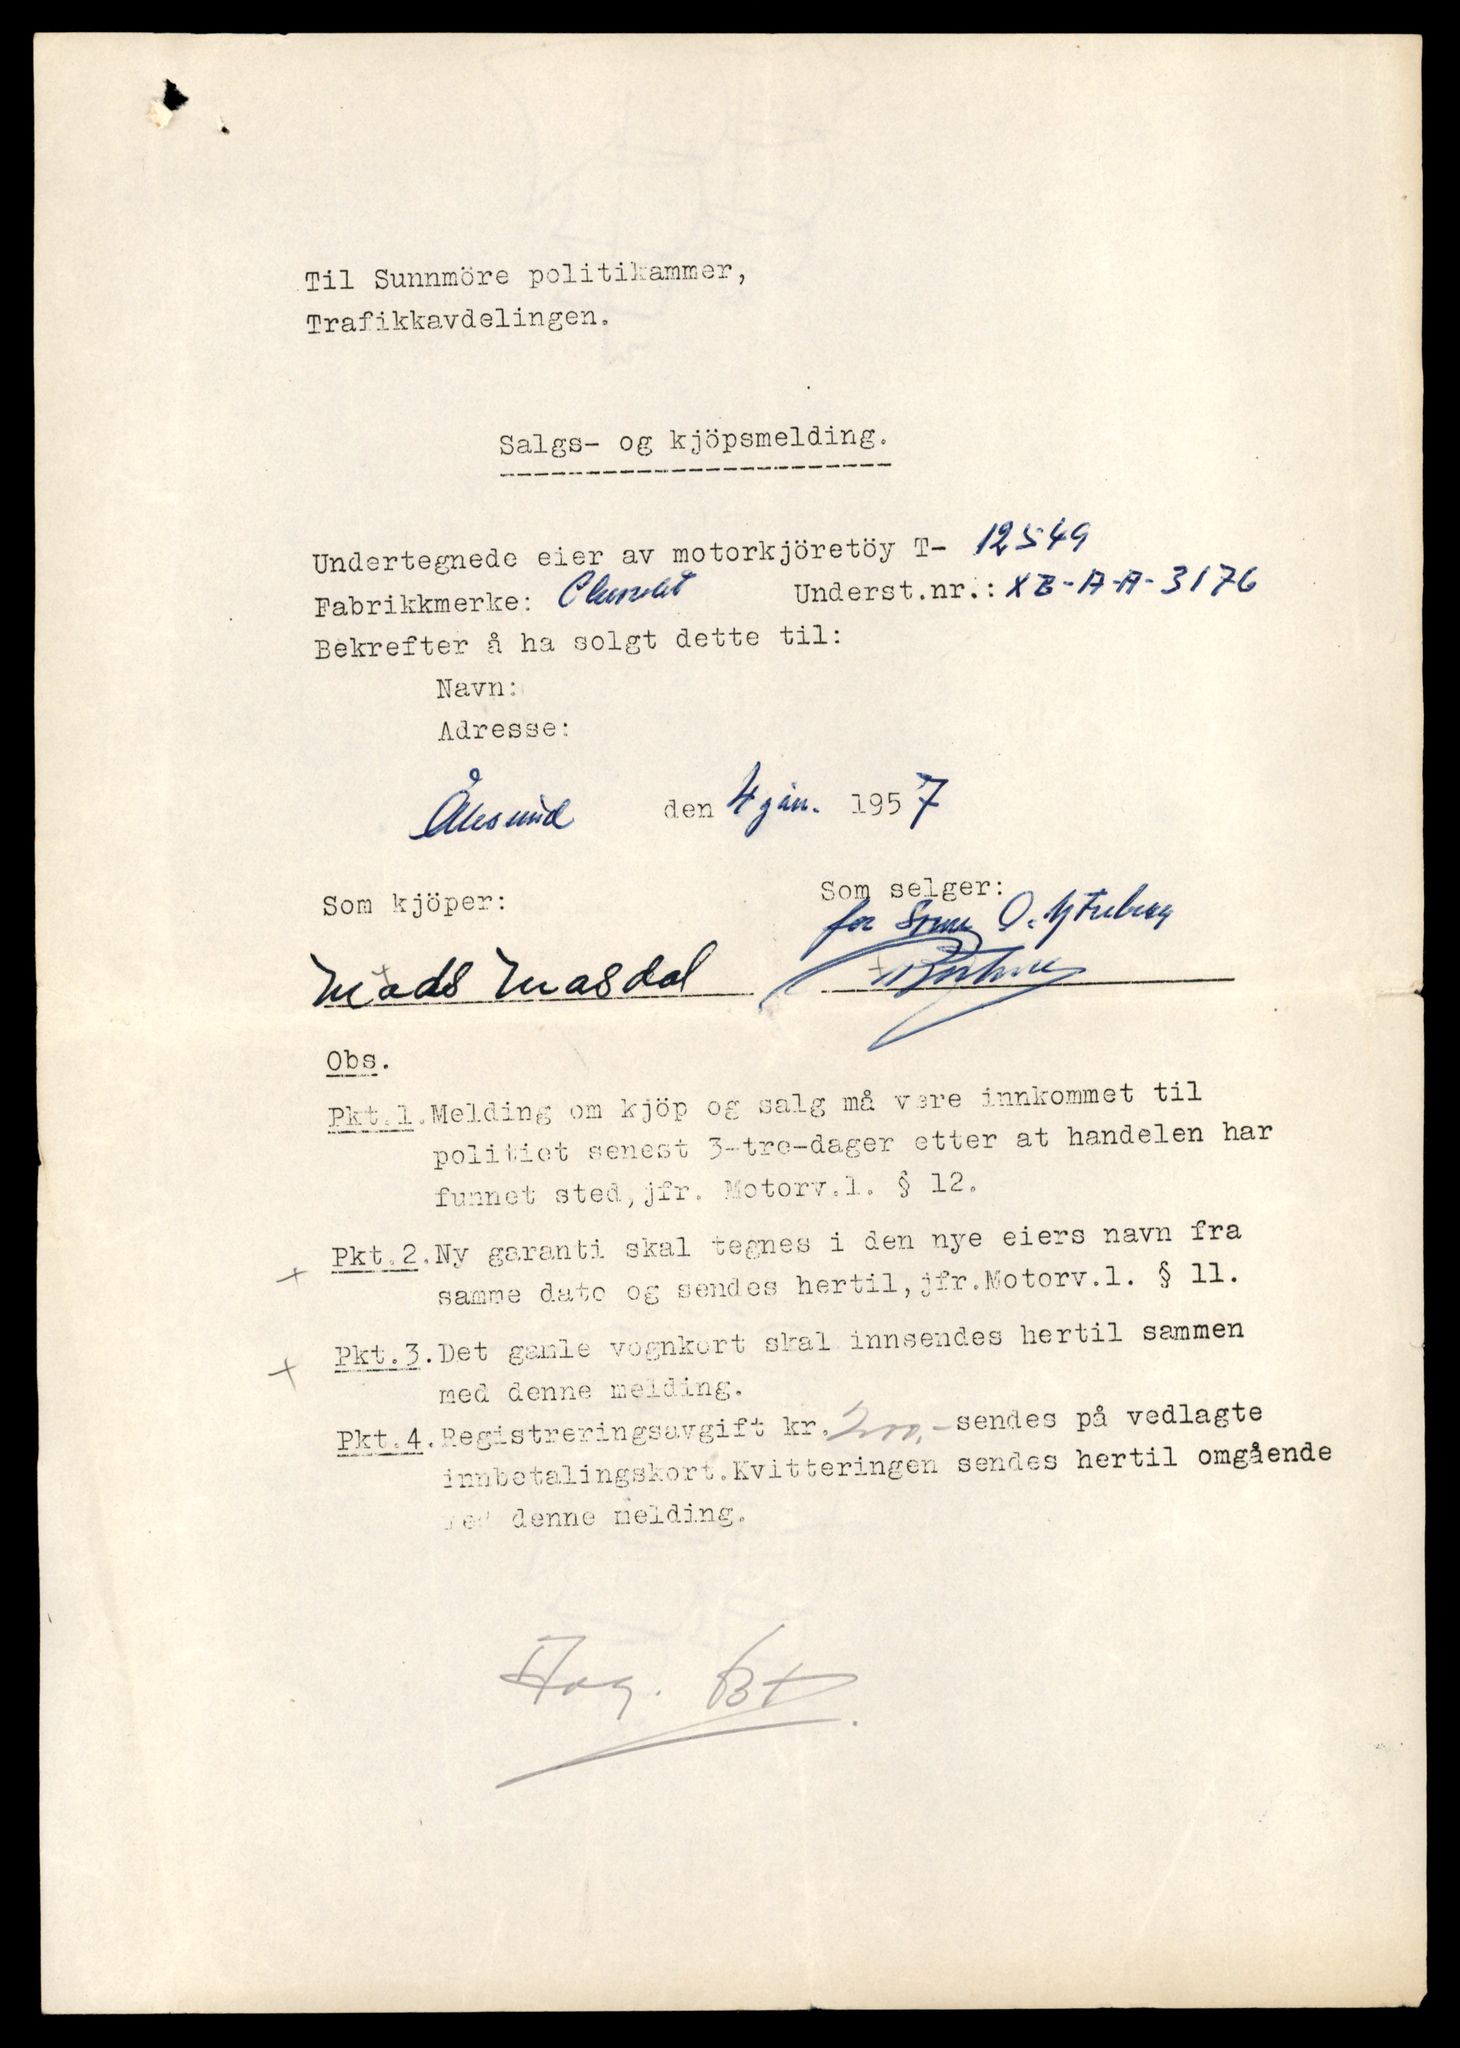 Til Sunnmöre politikammer,
Trafikkavdelingen.
Salgs- og kjöpsmelding.
Undertegnede eier av motorkjöretöy T- 12549
Fabrikkmerke: Chevrolet Underst.nr.: XB-A-A-3176
Bekrefter å ha solgt dette til:
Navn:
Adresse:
Ålesund den 4 jan. 1957
Som kjöper: Som selger:
for O. Ytreberg
Mads Masdal
Obs.
Pkt.1. Melding om kjöp og salg må være innkommet til
politiet senest 3-tre-dager etter at handelen har
funnet sted, jfr. Motorv.l. § 12.
Pkt.2. Ny garanti skal tegnes i den nye eiers navn fra
+ samme dato og sendes hertil, jfr.Motorv.l. § 11.
Pkt.3. Det gamle vognkort skal innsendes hertil sammen
+ med denne melding.
Pkt.4. Registreringsavgift kr. 200,- sendes på vedlagte
innbetalingskort. Kvitteringen sendes hertil omgående
ved denne melding.